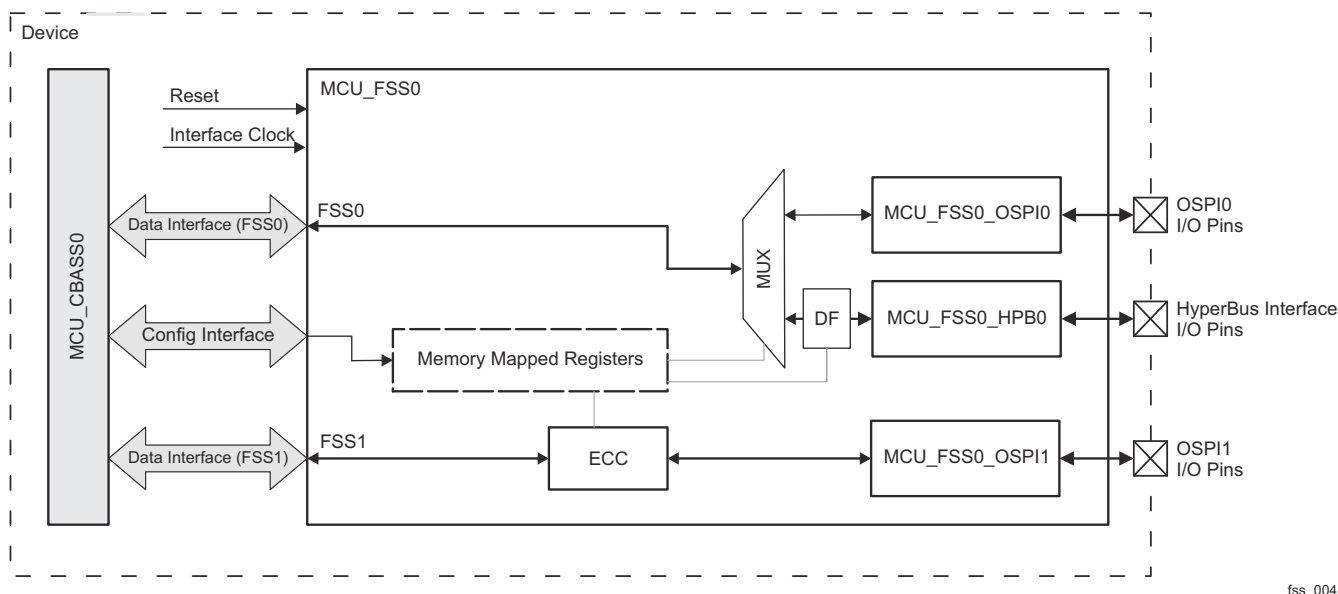 Device
MCU_FSS0
Reset
Interface Clock
FSS0
Data Interface (FSS0)
MCU_CBASS0
Config Interface
Memory Mapped Registers
MUX
MCU_FSS0_OSPI0
OSPI0
I/O Pins
DF
MCU_FSS0_HPB0
HyperBus Interface
I/O Pins
FSS1
Data Interface (FSS1)
ECC
MCU_FSS0_OSPI1
OSPI1
I/O Pins
fss_004